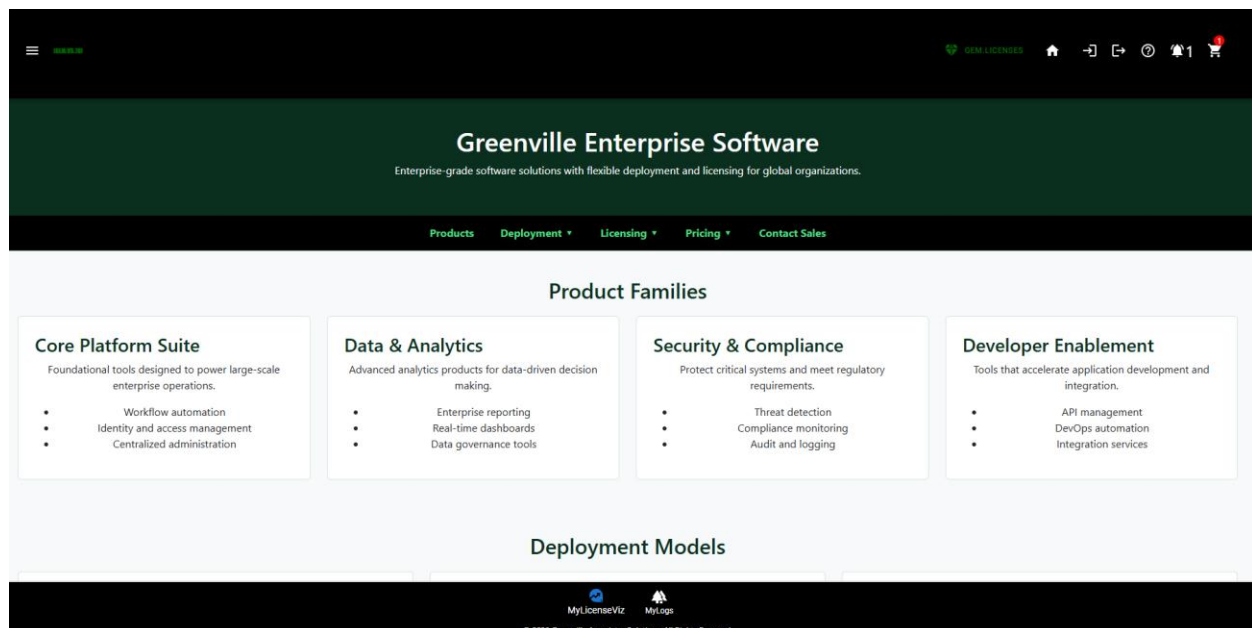 GEM.LICENSES
1
1
Greenville Enterprise Software
Enterprise-grade software solutions with flexible deployment and licensing for global organizations.
Products Deployment ▾ Licensing ▾ Pricing ▾ Contact Sales
Product Families
Core Platform Suite
Foundational tools designed to power large-scale
enterprise operations.
• Workflow automation
• Identity and access management
• Centralized administration
Data & Analytics
Advanced analytics products for data-driven decision
making.
• Enterprise reporting
• Real-time dashboards
• Data governance tools
Security & Compliance
Protect critical systems and meet regulatory
requirements.
• Threat detection
• Compliance monitoring
• Audit and logging
Developer Enablement
Tools that accelerate application development and
integration.
• API management
• DevOps automation
• Integration services
Deployment Models
MyLicenseViz MyLogs